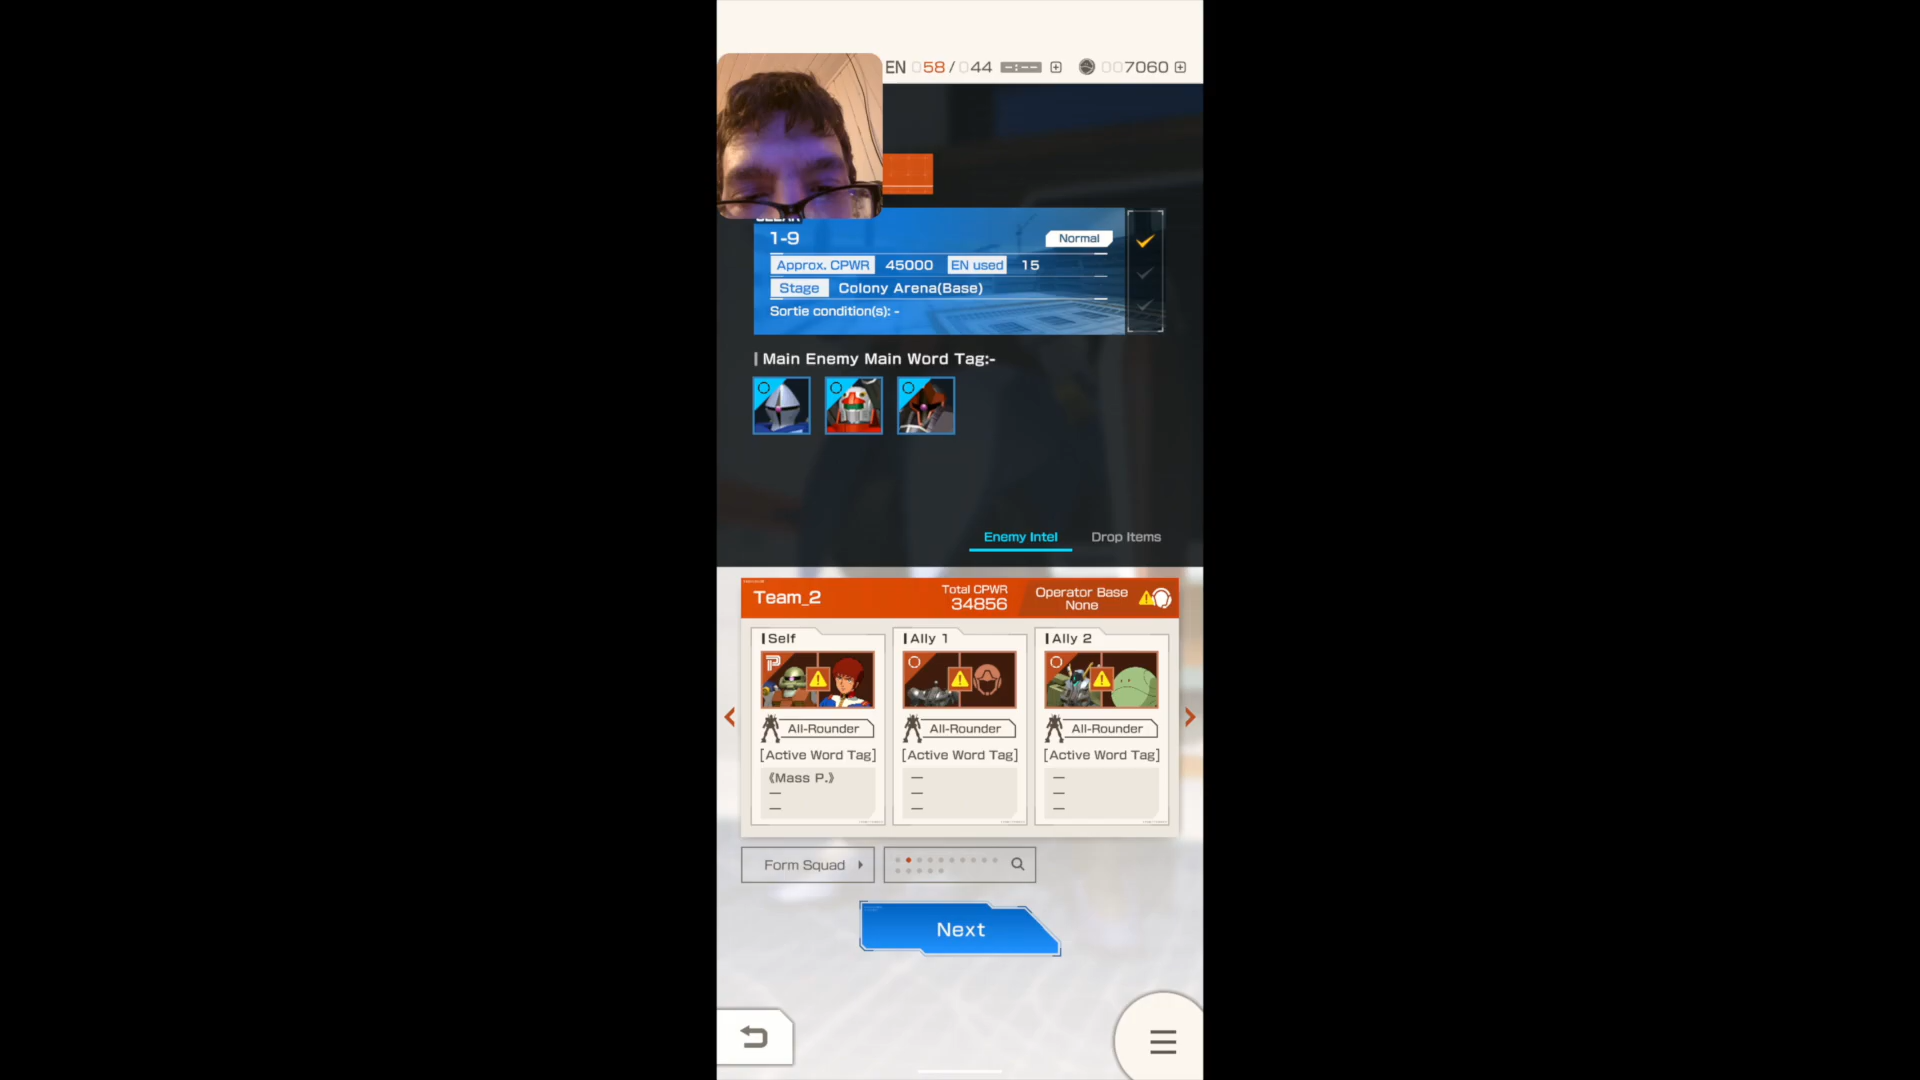 EN 058/044 --:-- 007060
1-9
Normal
Approx. CPWR 45000 EN used 15
Stage Colony Arena(Base)
Sortie condition(s): -
Main Enemy Main Word Tag:-
Enemy Intel Drop Items
Team_2
Total CPWR
34856
Operator Base
None
Self
All-Rounder
[Active Word Tag]
《Mass P.》
—
—
Ally 1
All-Rounder
[Active Word Tag]
—
—
—
Ally 2
All-Rounder
[Active Word Tag]
—
—
—
Form Squad
Next